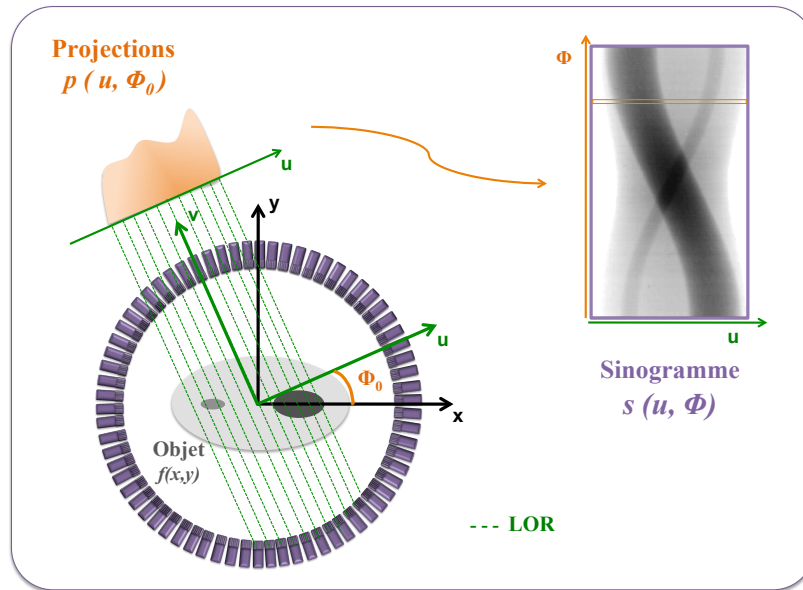 Projections
p ( u, Φ₀)
u
v
y
u
Φ₀
x
Objet
f(x,y)
--- LOR
Φ
u
Sinogramme
s (u, Φ)